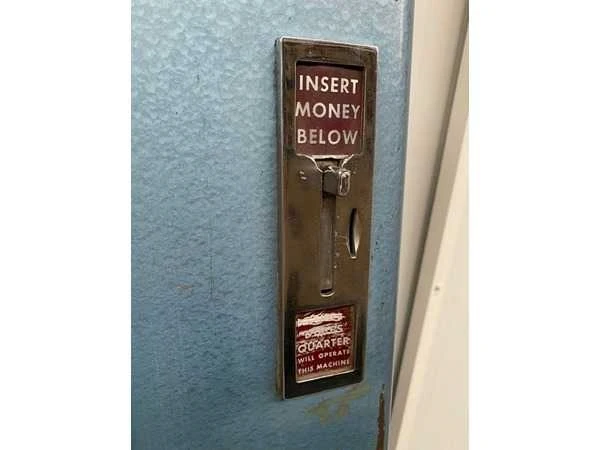 INSERT
MONEY
BELOW
QUARTER
WILL OPERATE
THIS MACHINE